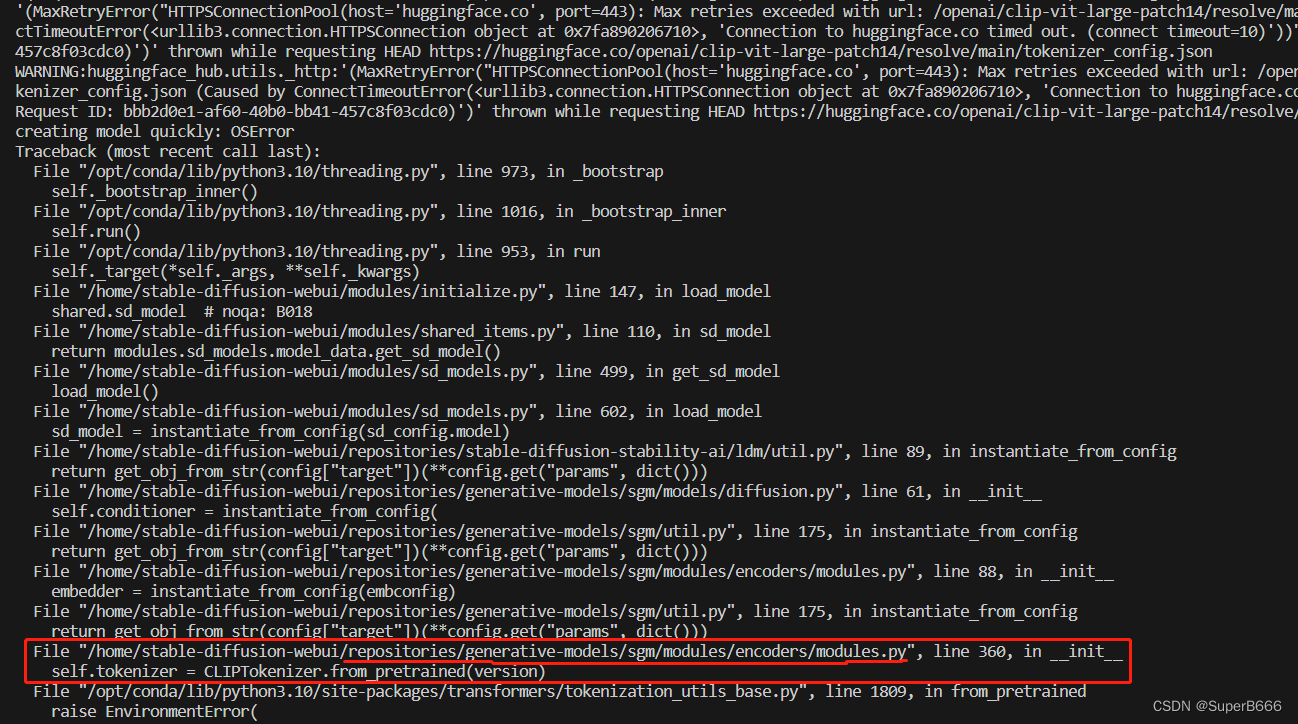 '(MaxRetryError("HTTPSConnectionPool(host='huggingface.co', port=443): Max retries exceeded with url: /openai/clip-vit-large-patch14/resolve/ma
ctTimeoutError(<urllib3.connection.HTTPSConnection object at 0x7fa890206710>, 'Connection to huggingface.co timed out. (connect timeout=10)'))'
457c8f03cdc0)')' thrown while requesting HEAD https://huggingface.co/openai/clip-vit-large-patch14/resolve/main/tokenizer_config.json
WARNING:huggingface_hub.utils._http:'(MaxRetryError("HTTPSConnectionPool(host='huggingface.co', port=443): Max retries exceeded with url: /open
kenizer_config.json (Caused by ConnectTimeoutError(<urllib3.connection.HTTPSConnection object at 0x7fa890206710>, 'Connection to huggingface.co
Request ID: bbb2d0e1-af60-40b0-bb41-457c8f03cdc0)')' thrown while requesting HEAD https://huggingface.co/openai/clip-vit-large-patch14/resolve/
creating model quickly: OSError
Traceback (most recent call last):
File "/opt/conda/lib/python3.10/threading.py", line 973, in _bootstrap
self._bootstrap_inner()
File "/opt/conda/lib/python3.10/threading.py", line 1016, in _bootstrap_inner
self.run()
File "/opt/conda/lib/python3.10/threading.py", line 953, in run
self._target(*self._args, **self._kwargs)
File "/home/stable-diffusion-webui/modules/initialize.py", line 147, in load_model
shared.sd_model  # noqa: B018
File "/home/stable-diffusion-webui/modules/shared_items.py", line 110, in sd_model
return modules.sd_models.model_data.get_sd_model()
File "/home/stable-diffusion-webui/modules/sd_models.py", line 499, in get_sd_model
load_model()
File "/home/stable-diffusion-webui/modules/sd_models.py", line 602, in load_model
sd_model = instantiate_from_config(sd_config.model)
File "/home/stable-diffusion-webui/repositories/stable-diffusion-stability-ai/ldm/util.py", line 89, in instantiate_from_config
return get_obj_from_str(config["target"])(**config.get("params", dict()))
File "/home/stable-diffusion-webui/repositories/generative-models/sgm/models/diffusion.py", line 61, in __init__
self.conditioner = instantiate_from_config(
File "/home/stable-diffusion-webui/repositories/generative-models/sgm/util.py", line 175, in instantiate_from_config
return get_obj_from_str(config["target"])(**config.get("params", dict()))
File "/home/stable-diffusion-webui/repositories/generative-models/sgm/modules/encoders/modules.py", line 88, in __init__
embedder = instantiate_from_config(embconfig)
File "/home/stable-diffusion-webui/repositories/generative-models/sgm/util.py", line 175, in instantiate_from_config
return get_obj_from_str(config["target"])(**config.get("params", dict()))
File "/home/stable-diffusion-webui/repositories/generative-models/sgm/modules/encoders/modules.py", line 360, in __init__
self.tokenizer = CLIPTokenizer.from_pretrained(version)
File "/opt/conda/lib/python3.10/site-packages/transformers/tokenization_utils_base.py", line 1809, in from_pretrained
raise EnvironmentError(
CSDN @SuperB666